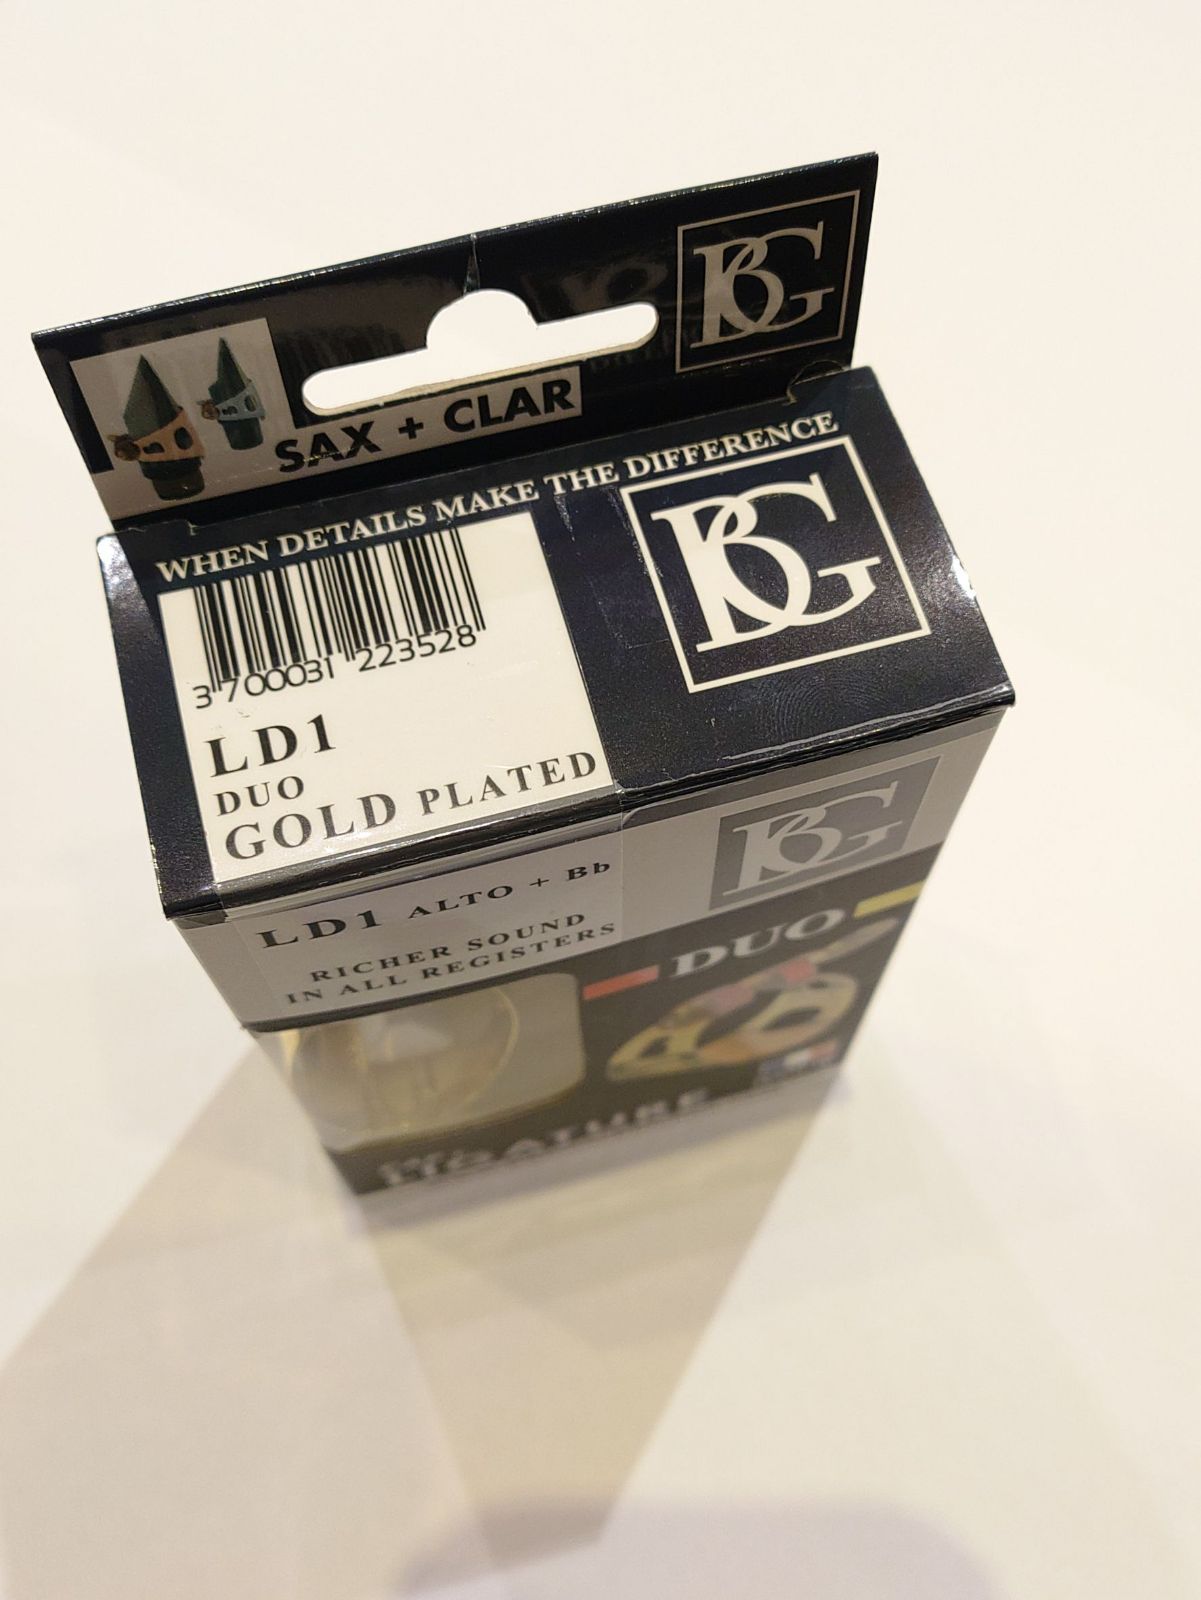 BG
SAX + CLAR
WHEN DETAILS MAKE THE DIFFERENCE
BG
3 700031 223528
LD1
DUO
GOLD PLATED
BG
LD1 ALTO + Bb
RICHER SOUND
IN ALL REGISTERS
DUO
LIGATURE